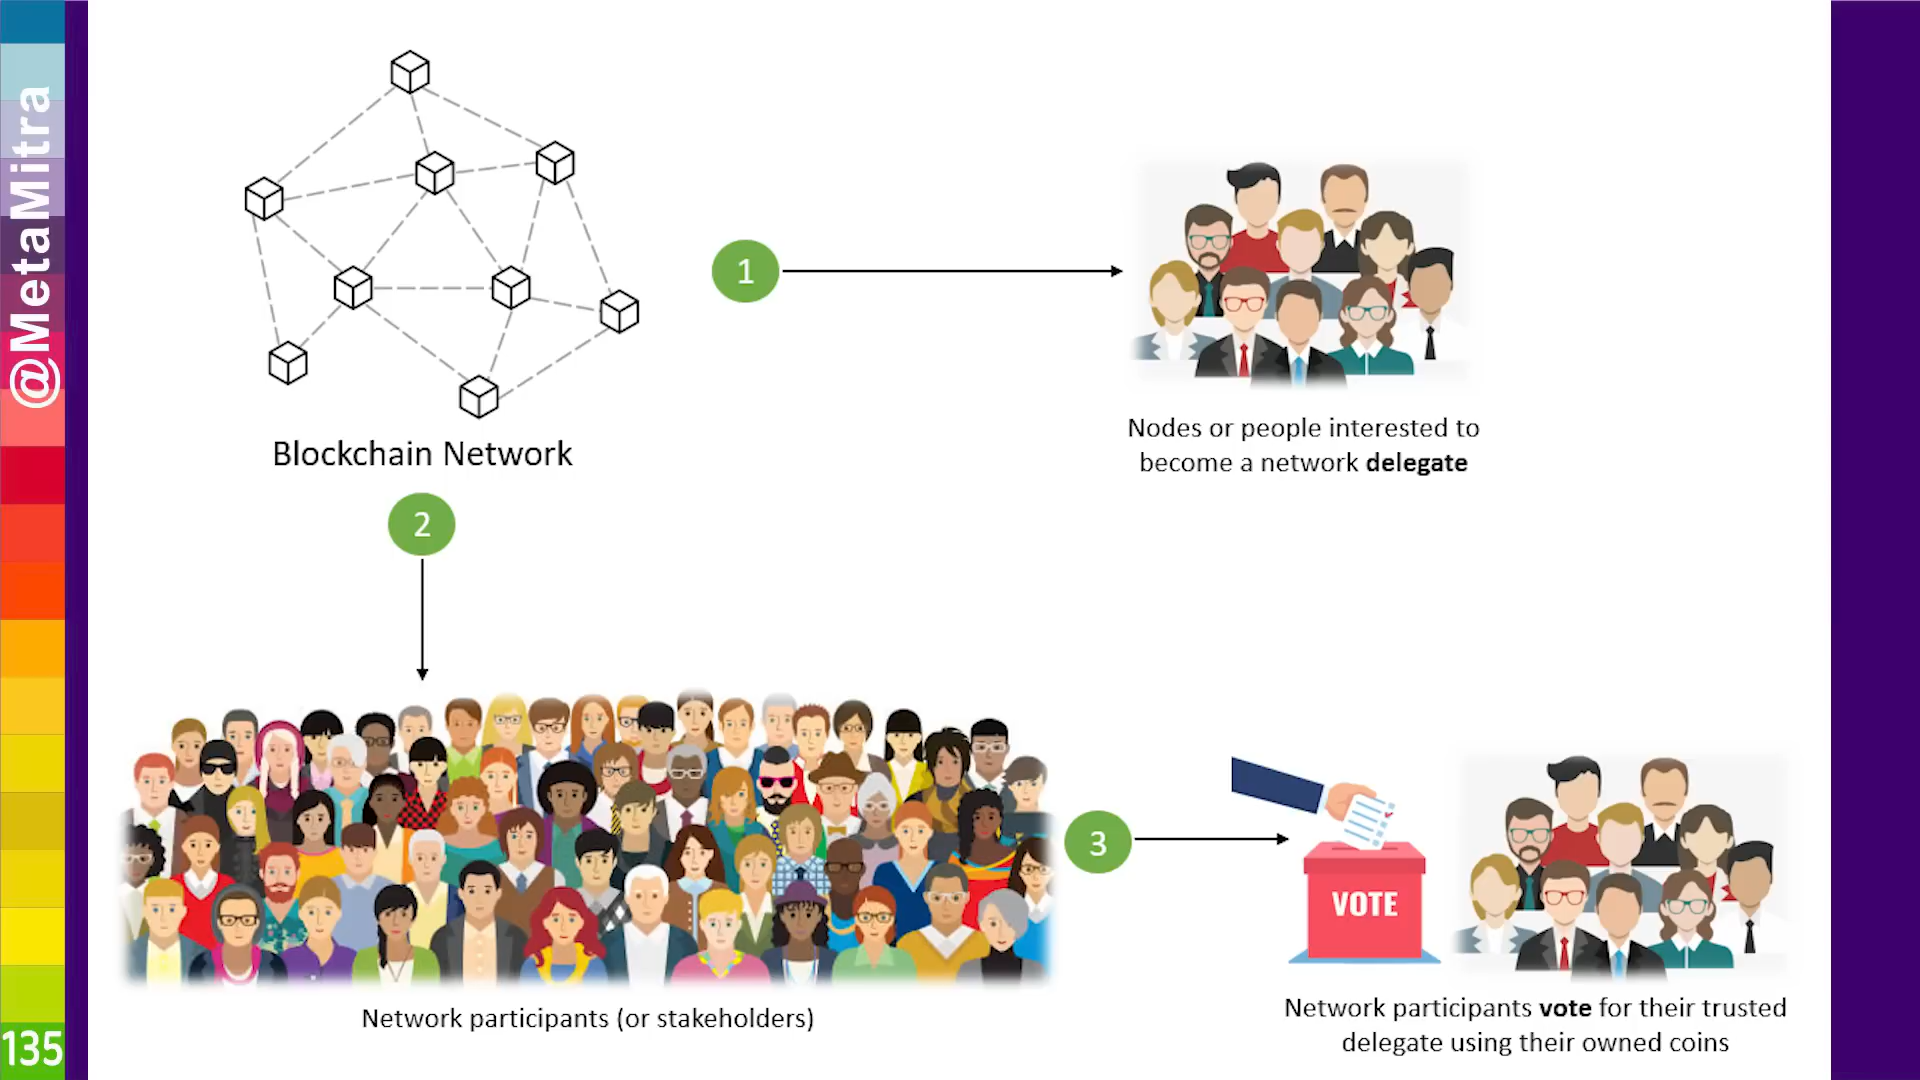 @MetaMitra
1
Nodes or people interested to
become a network delegate
Blockchain Network
2
3
VOTE
Network participants (or stakeholders)
Network participants vote for their trusted
delegate using their owned coins
135